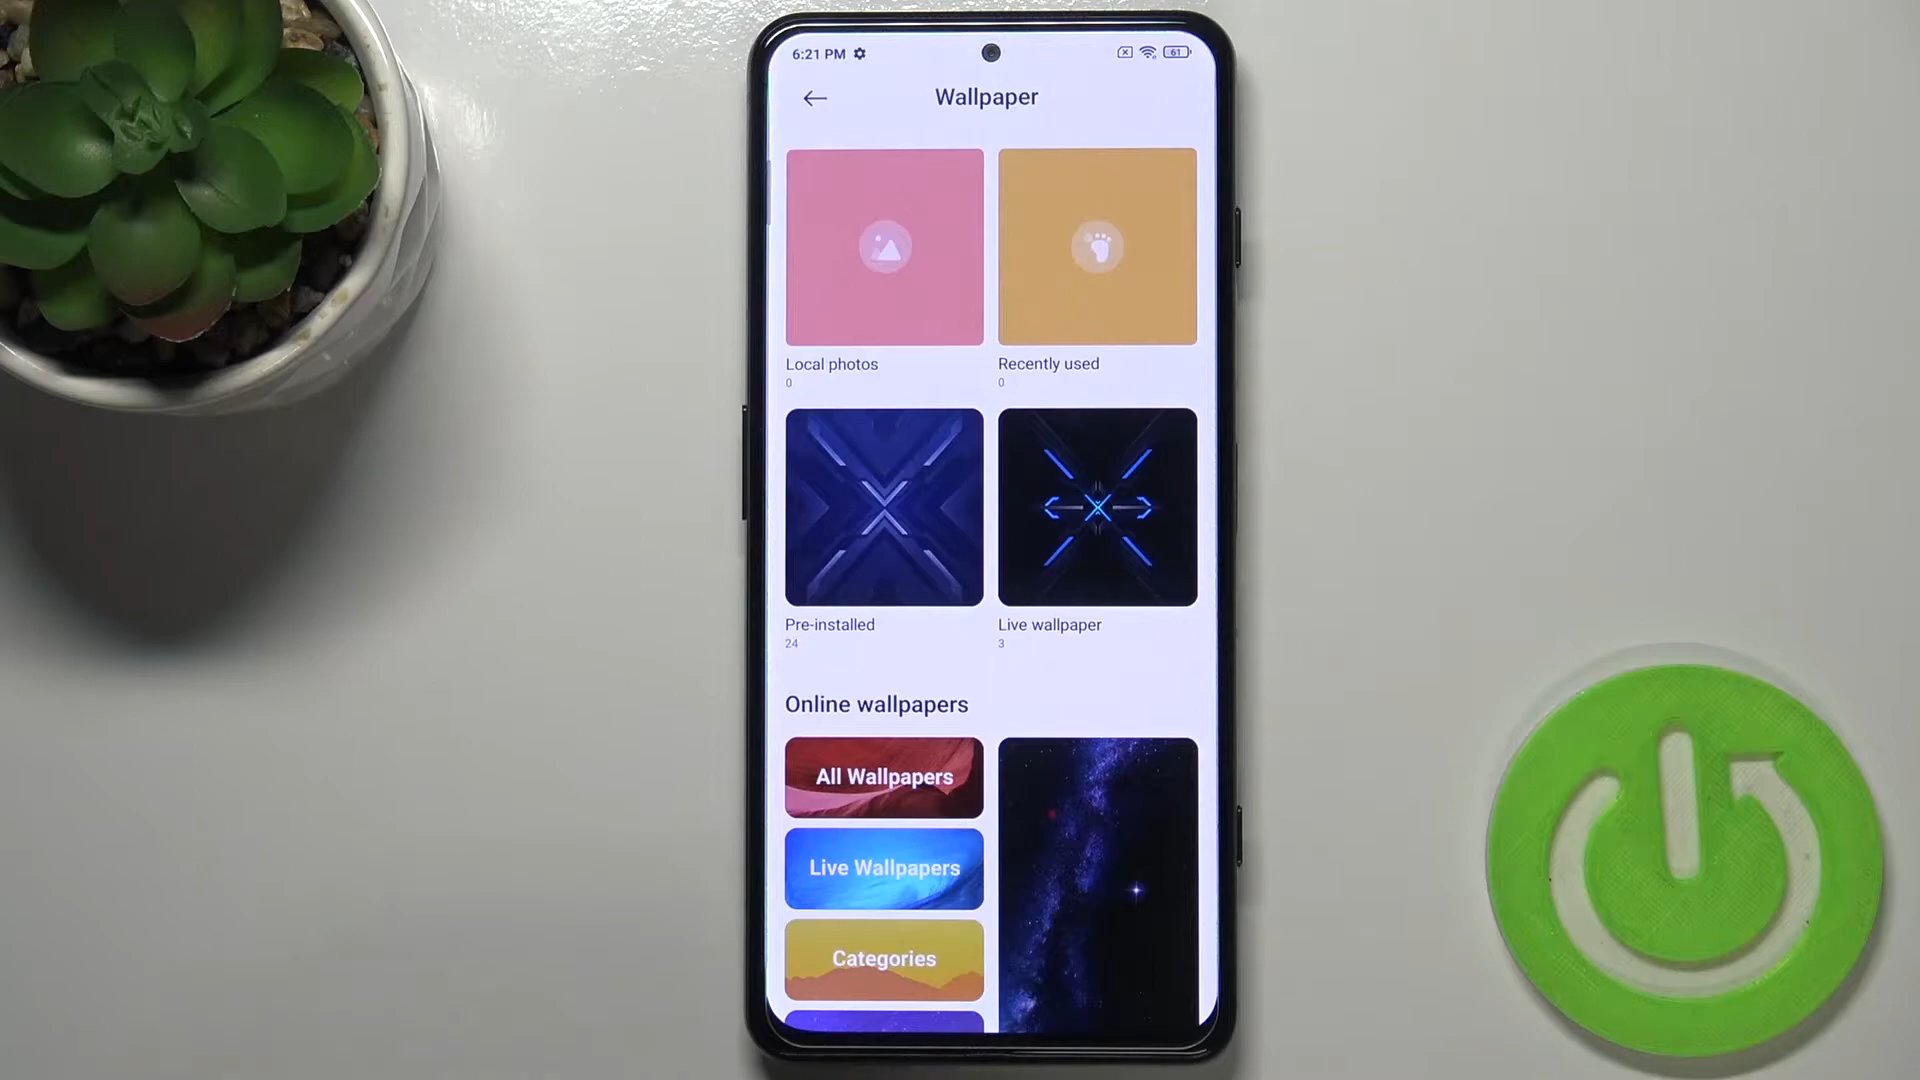 6:21 PM
61
Wallpaper
Local photos
0
Recently used
0
Pre-installed
24
Live wallpaper
3
Online wallpapers
All Wallpapers
Live Wallpapers
Categories